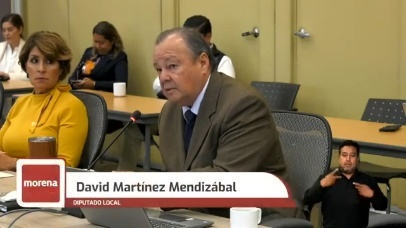 morena
David Martínez Mendizábal
DIPUTADO LOCAL